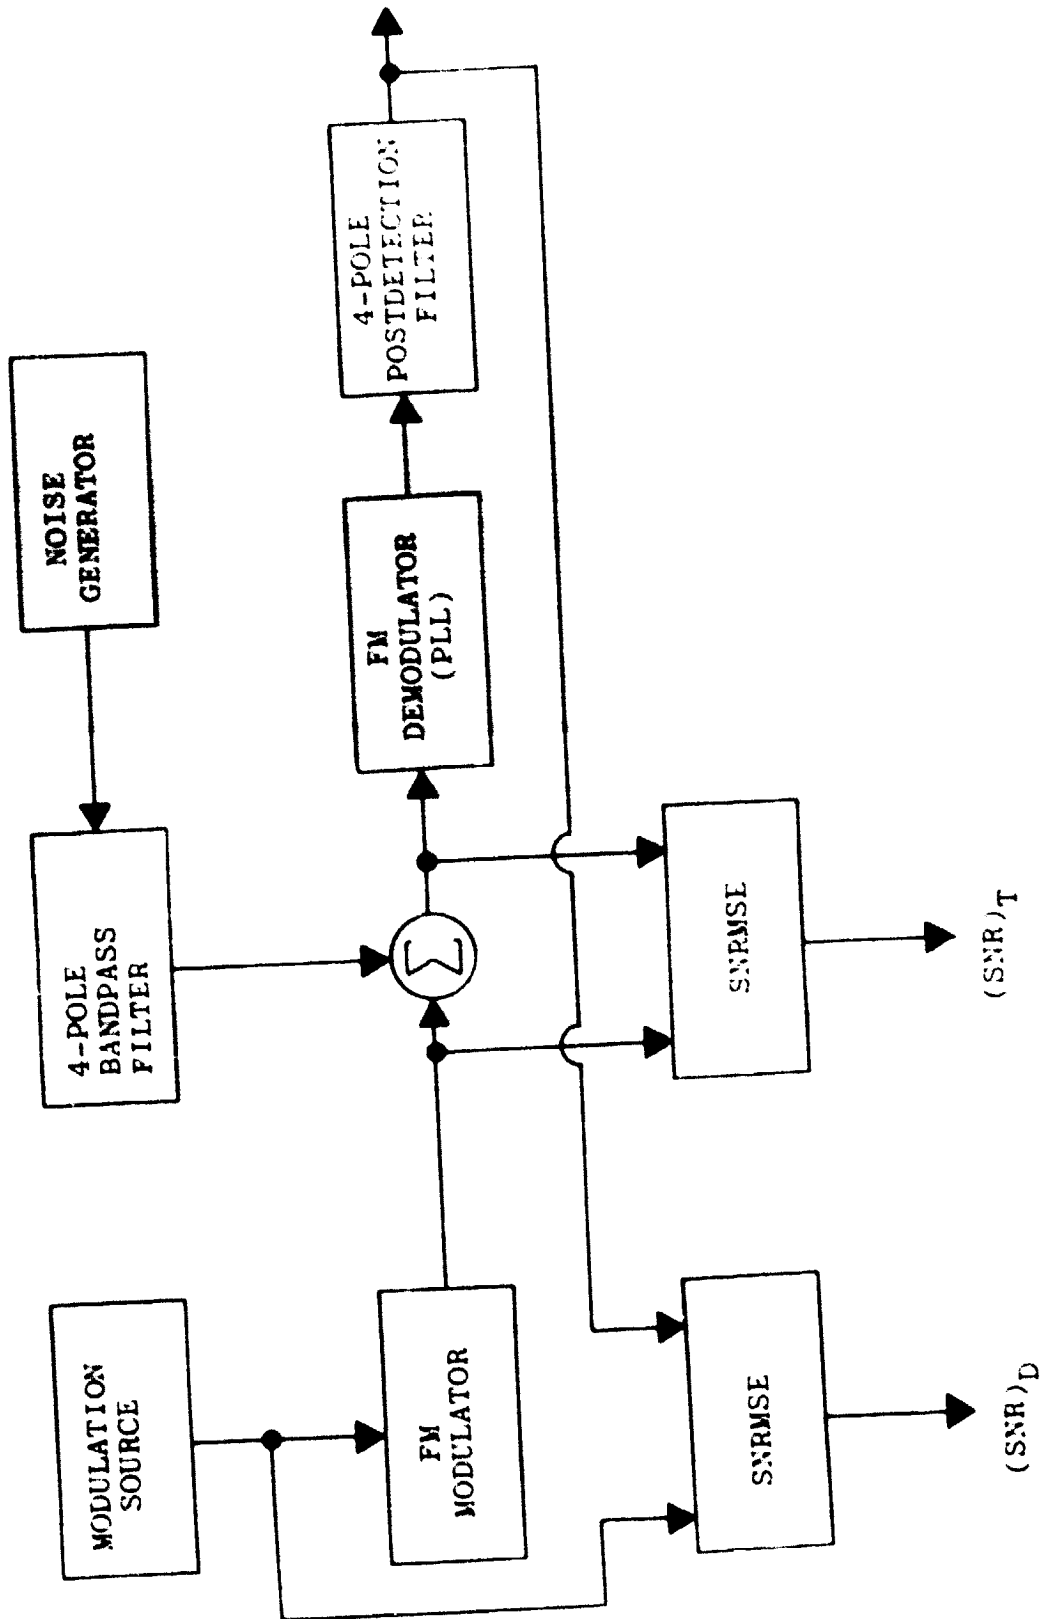 MODULATION
SOURCE
4-POLE
BANDPASS
FILTER
NOISE
GENERATOR
FM
MODULATOR
Σ
FM
DEMODULATOR
(PLL)
4-POLE
POSTDETECTION
FILTER
SNRMSE
SNRMSE
(SNR)D
(SNR)T